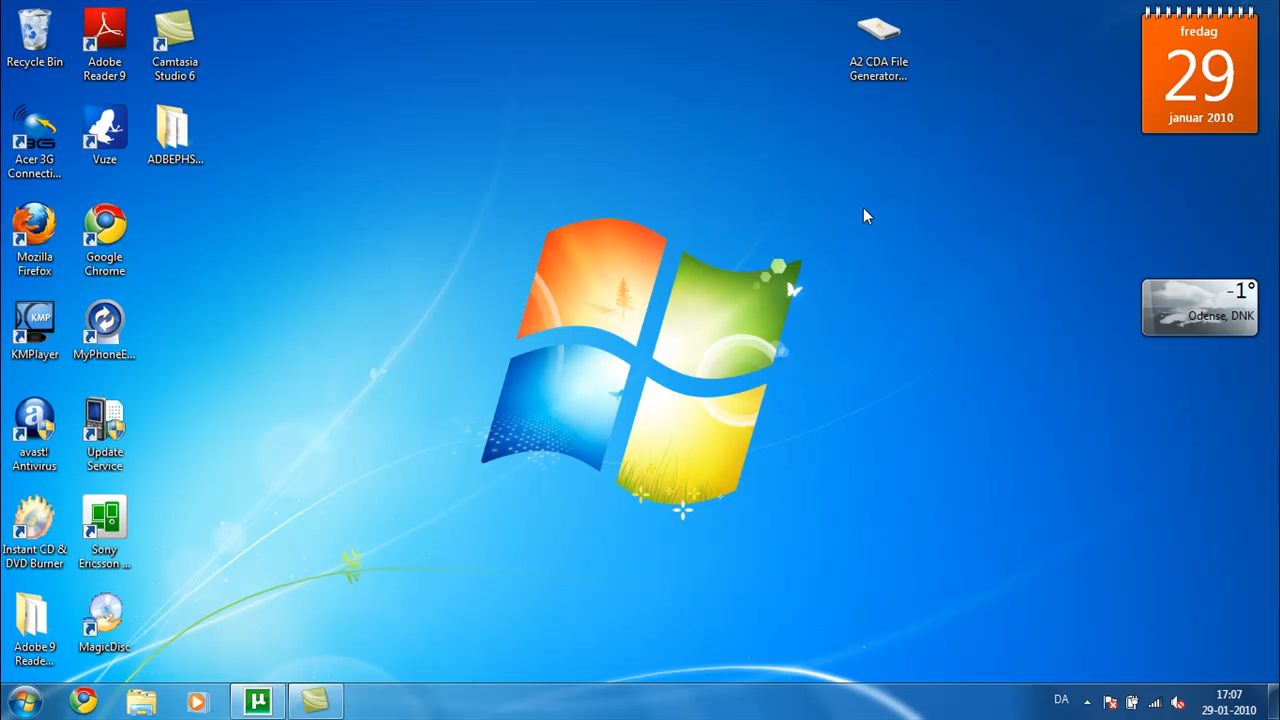 Recycle Bin
Adobe
Reader 9
Camtasia
Studio 6
A2 CDA File
Generator...
fredag
29
januar 2010
Acer 3G
Connecti...
Vuze
ADBEPHS...
Mozilla
Firefox
Google
Chrome
-1°
Odense, DNK
KMP
KMPlayer
MyPhoneE...
a
avast!
Antivirus
Update
Service
Instant CD &
DVD Burner
Sony
Ericsson ...
Adobe 9
Reade...
MagicDisc
µ
DA
17:07
29-01-2010